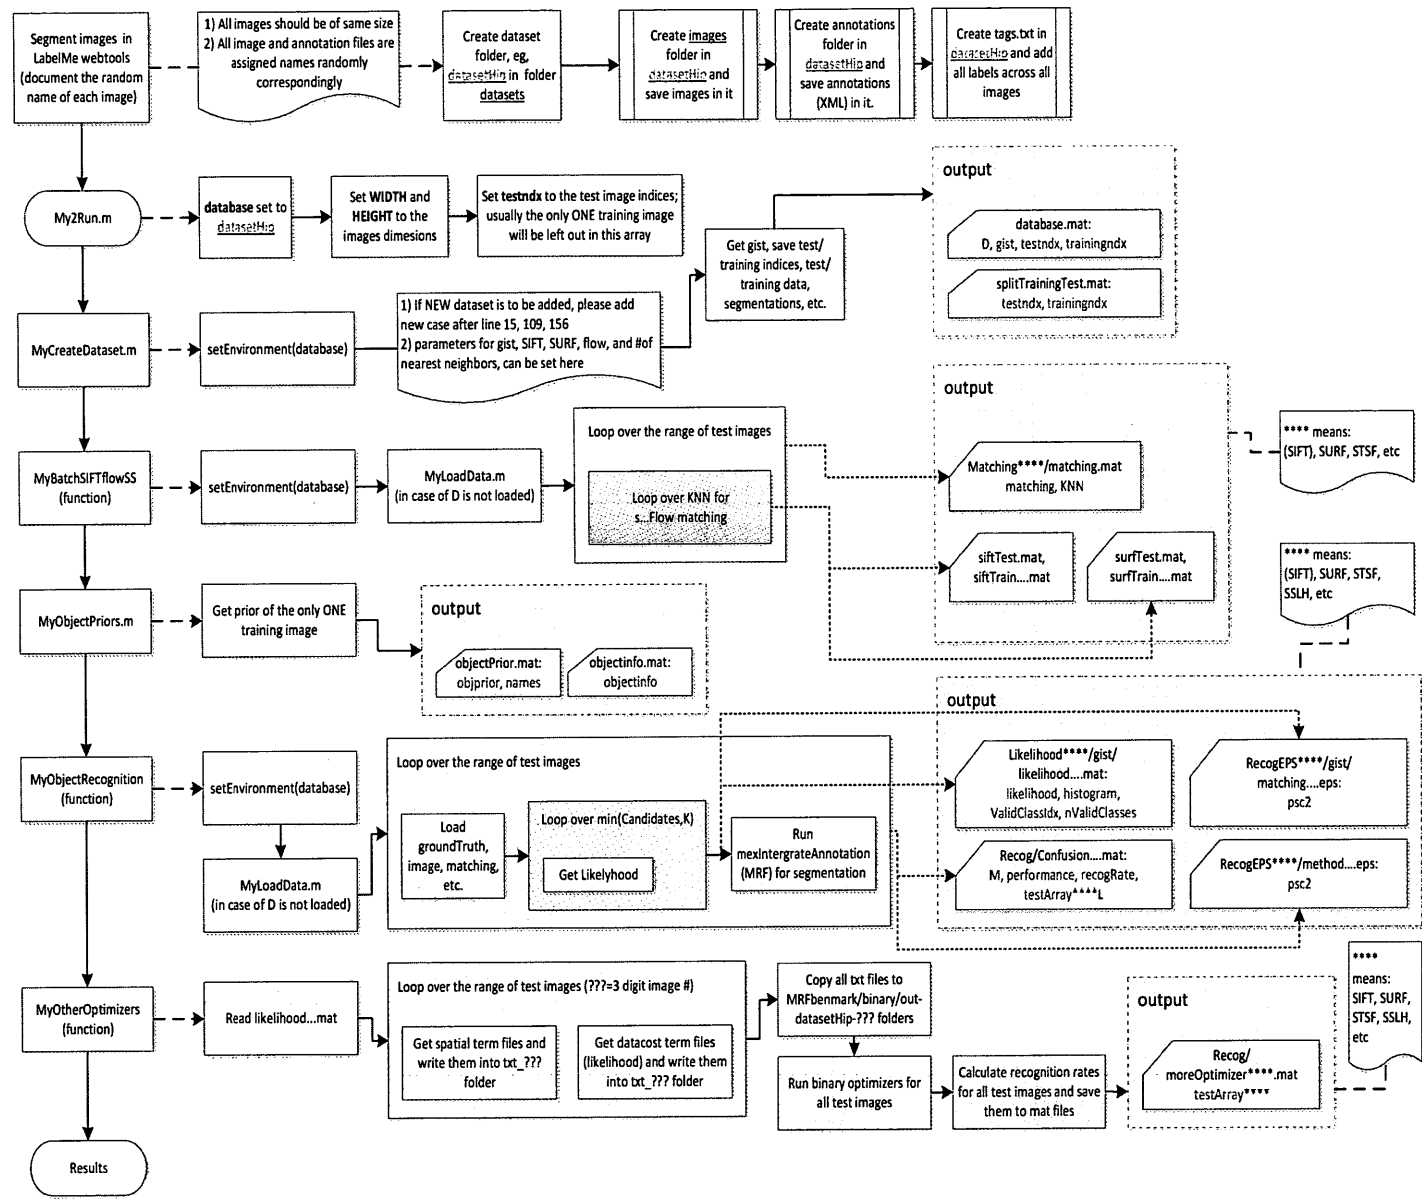 Segment images in
LabelMe webtools
(document the random
name of each image)
1) All images should be of same size
2) All image and annotation files are
assigned names randomly
correspondingly
Create dataset
folder, eg,
datasetHip in folder
datasets
Create images
folder in
datasetHip and
save images in it
Create annotations
folder in
datasetHip and
save annotations
(XML) in it.
Create tags.txt in
datasetHip and add
all labels across all
images
My2Run.m
database set to
datasetHip
Set WIDTH and
HEIGHT to the
images dimesions
Set testndx to the test image indices;
usually the only ONE training image
will be left out in this array
Get gist, save test/
training indices, test/
training data,
segmentations, etc.
output
database.mat:
D, gist, testndx, trainingndx
splitTrainingTest.mat:
testndx, trainingndx
MyCreateDataset.m
setEnvironment(database)
1) If NEW dataset is to be added, please add
new case after line 15, 109, 156
2) parameters for gist, SIFT, SURF, flow, and #of
nearest neighbors, can be set here
MyBatchSIFTflowSS
(function)
setEnvironment(database)
MyLoadData.m
(in case of D is not loaded)
Loop over the range of test images
Loop over KNN for
s...Flow matching
output
Matching****/matching.mat
matching, KNN
siftTest.mat,
siftTrain....mat
surfTest.mat,
surfTrain....mat
**** means:
(SIFT), SURF, STSF, etc
**** means:
(SIFT), SURF, STSF,
SSLH, etc
MyObjectPriors.m
Get prior of the only ONE
training image
output
objectPrior.mat:
objprior, names
objectinfo.mat:
objectinfo
MyObjectRecognition
(function)
setEnvironment(database)
MyLoadData.m
(in case of D is not loaded)
Loop over the range of test images
Load
groundTruth,
image, matching,
etc.
Loop over min(Candidates,K)
Get Likelyhood
Run
mexIntergrateAnnotation
(MRF) for segmentation
output
Likelihood****/gist/
likelihood....mat:
likelihood, histogram,
ValidClassIdx, nValidClasses
RecogEPS****/gist/
matching....eps:
psc2
Recog/Confusion....mat:
M, performance, recogRate,
testArray****L
RecogEPS****/method....eps:
psc2
MyOtherOptimizers
(function)
Read likelihood...mat
Loop over the range of test images (???=3 digit image #)
Get spatial term files and
write them into txt_???
folder
Get datacost term files
(likelihood) and write them
into txt_??? folder
Copy all txt files to
MRFbenmark/binary/out-
datasetHip-??? folders
Run binary optimizers for
all test images
Calculate recognition rates
for all test images and save
them to mat files
output
Recog/
moreOptimizer****.mat
testArray****
****
means:
SIFT, SURF,
STSF, SSLH,
etc
Results